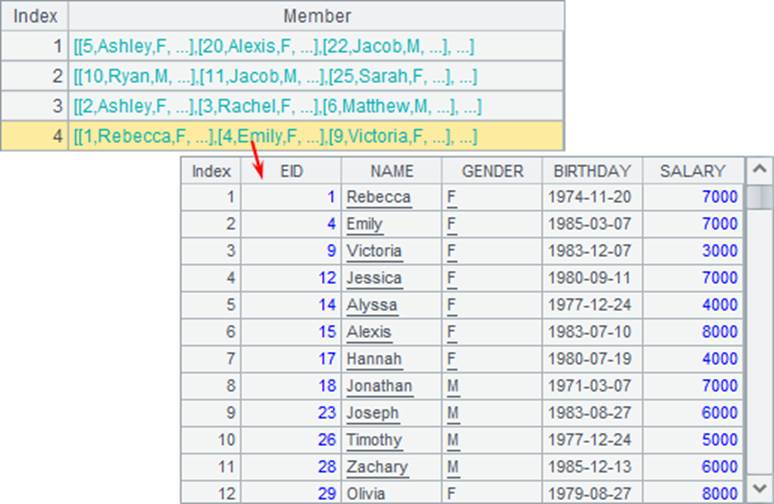 Index Member
1 [[5,Ashley,F, ...],[20,Alexis,F, ...],[22,Jacob,M, ...], ...]
2 [[10,Ryan,M, ...],[11,Jacob,M, ...],[25,Sarah,F, ...], ...]
3 [[2,Ashley,F, ...],[3,Rachel,F, ...],[6,Matthew,M, ...], ...]
4 [[1,Rebecca,F, ...],[4,Emily,F, ...],[9,Victoria,F, ...], ...]
Index EID NAME GENDER BIRTHDAY SALARY
1 1 Rebecca F 1974-11-20 7000
2 4 Emily F 1985-03-07 7000
3 9 Victoria F 1983-12-07 3000
4 12 Jessica F 1980-09-11 7000
5 14 Alyssa F 1977-12-24 4000
6 15 Alexis F 1983-07-10 8000
7 17 Hannah F 1980-07-19 4000
8 18 Jonathan M 1971-03-07 7000
9 23 Joseph M 1983-08-27 6000
10 26 Timothy M 1977-12-24 5000
11 28 Zachary M 1985-12-13 6000
12 29 Olivia F 1979-08-27 8000